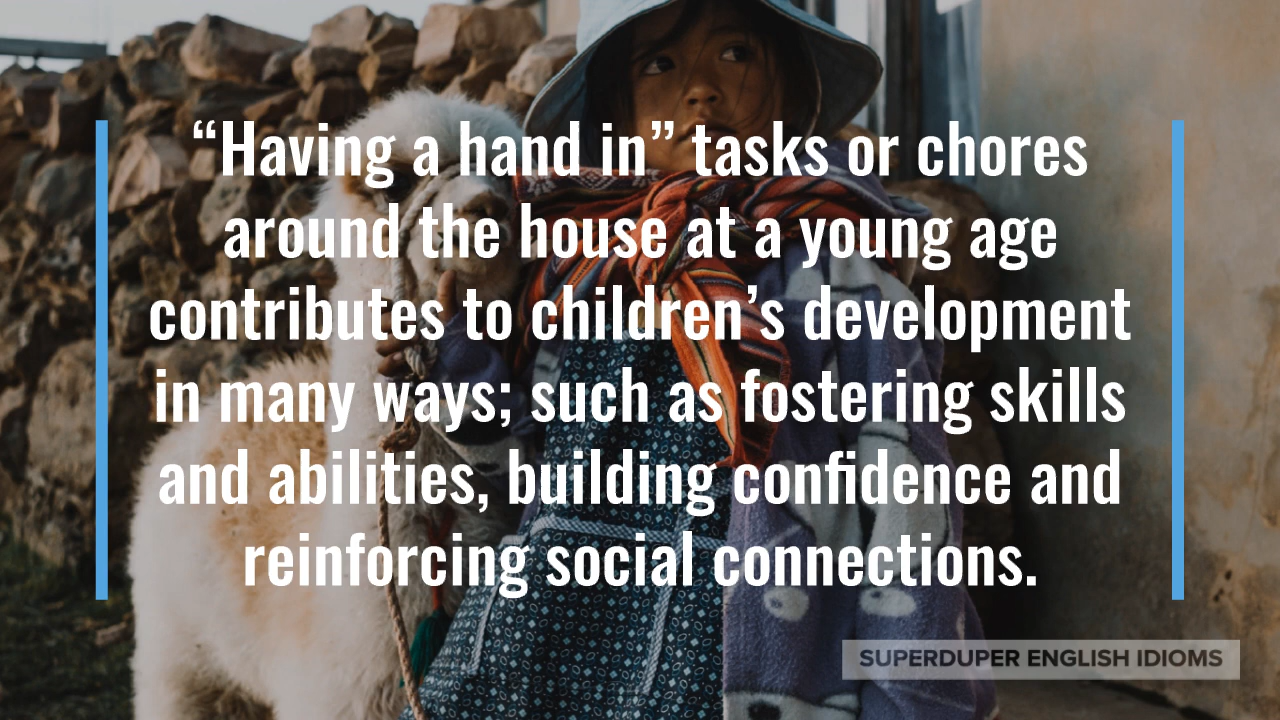 “Having a hand in” tasks or chores
around the house at a young age
contributes to children’s development
in many ways; such as fostering skills
and abilities, building confidence and
reinforcing social connections.
SUPERDUPER ENGLISH IDIOMS